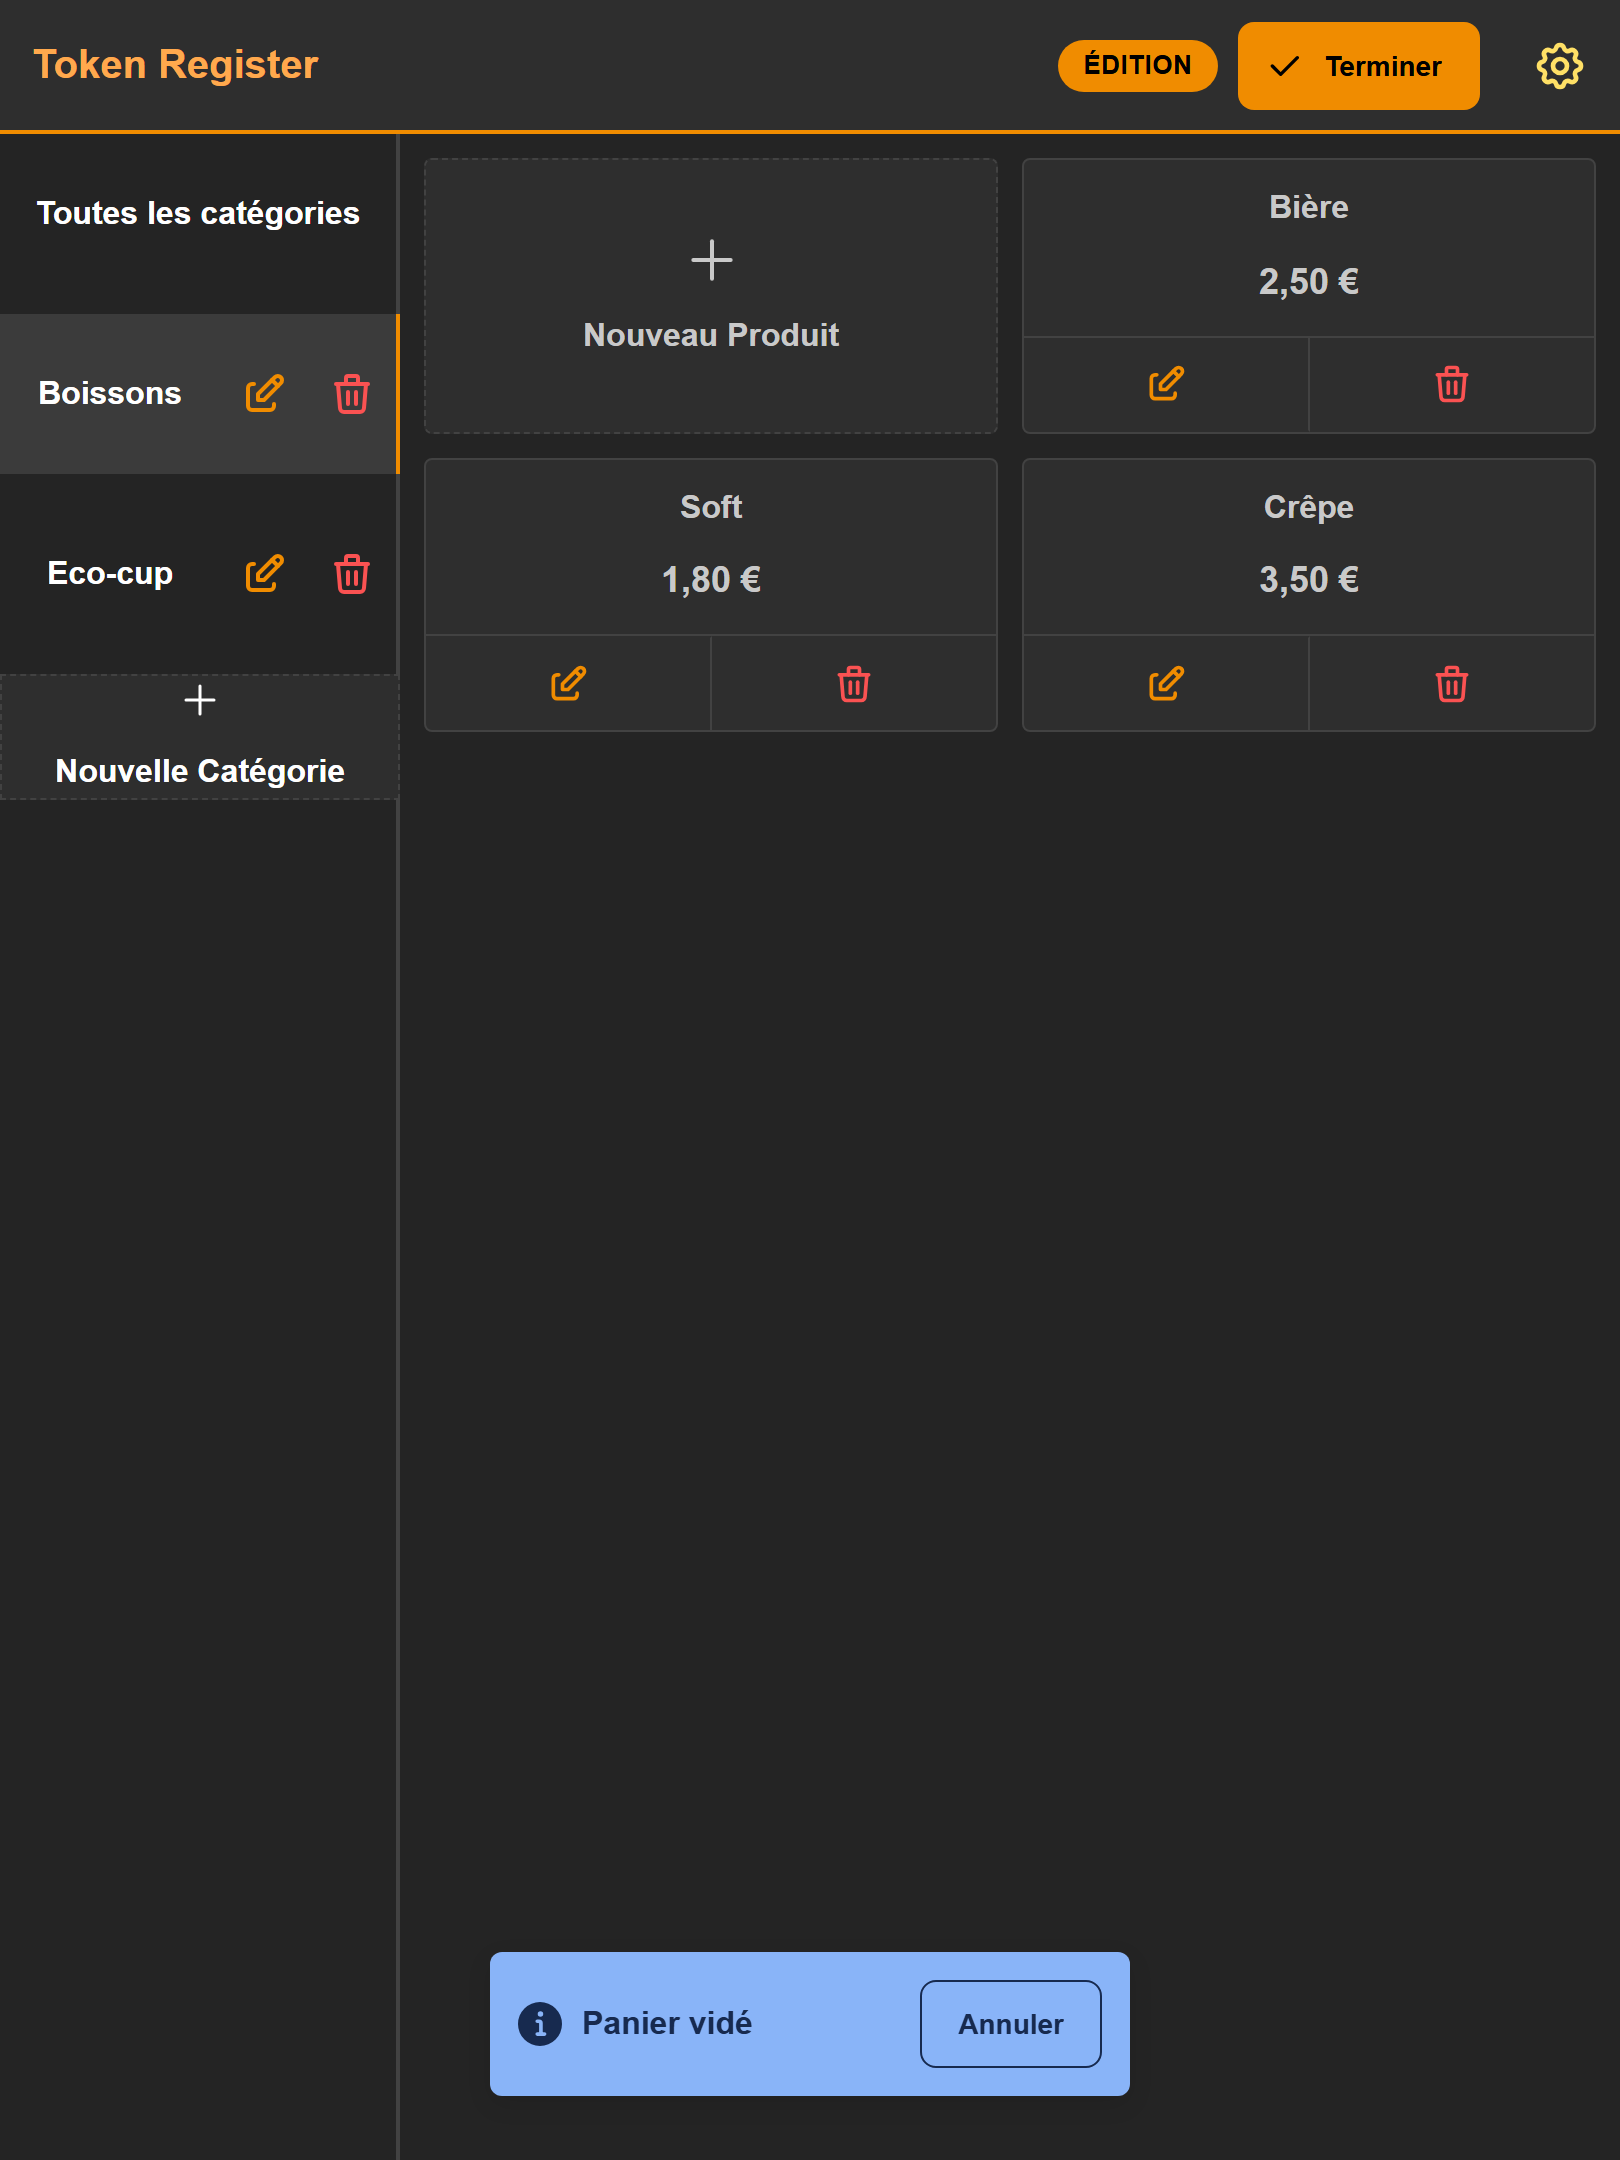 Token Register
ÉDITION
Terminer
Toutes les catégories
Boissons
Eco-cup
Nouvelle Catégorie
Nouveau Produit
Bière
2,50 €
Soft
1,80 €
Crêpe
3,50 €
Panier vidé
Annuler